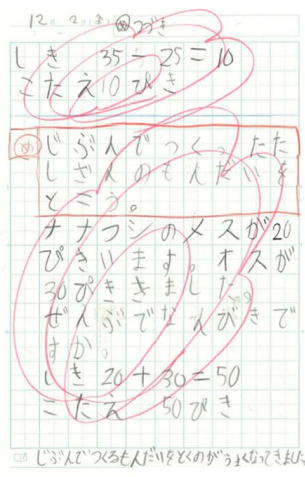 12 2 (金) め つづき
しき 35-25=10
こたえ10ぴき
め じぶんでつくったた
しざんのもんだいを
とこう。
ナナフシのメスが20
ぴきいます。オスが
30ぴききました。
ぜんぶでなんびきで
すか。
しき 20+30=50
こたえ 50ぴき
じぶんでつくるもんだいをとくのがうまくなってきました。